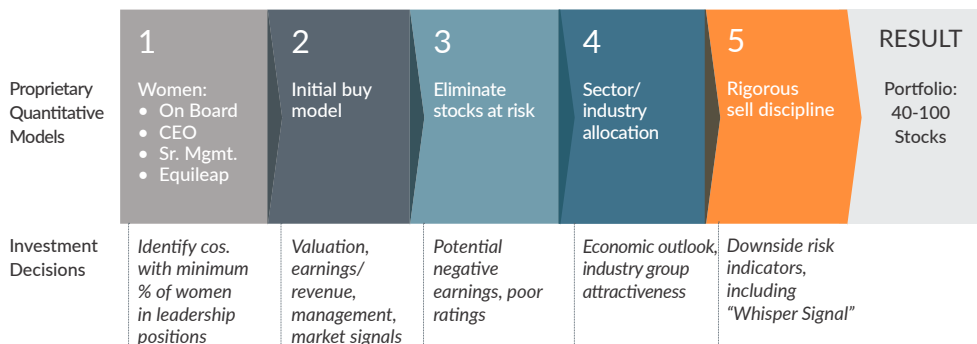 Proprietary
Quantitative
Models
1
Women:
• On Board
• CEO
• Sr. Mgmt.
• Equileap
2
Initial buy
model
3
Eliminate
stocks at risk
4
Sector/
industry
allocation
5
Rigorous
sell discipline
RESULT
Portfolio:
40-100
Stocks
Investment
Decisions
Identify cos.
with minimum
% of women
in leadership
positions
Valuation,
earnings/
revenue,
management,
market signals
Potential
negative
earnings, poor
ratings
Economic outlook,
industry group
attractiveness
Downside risk
indicators,
including
“Whisper Signal”